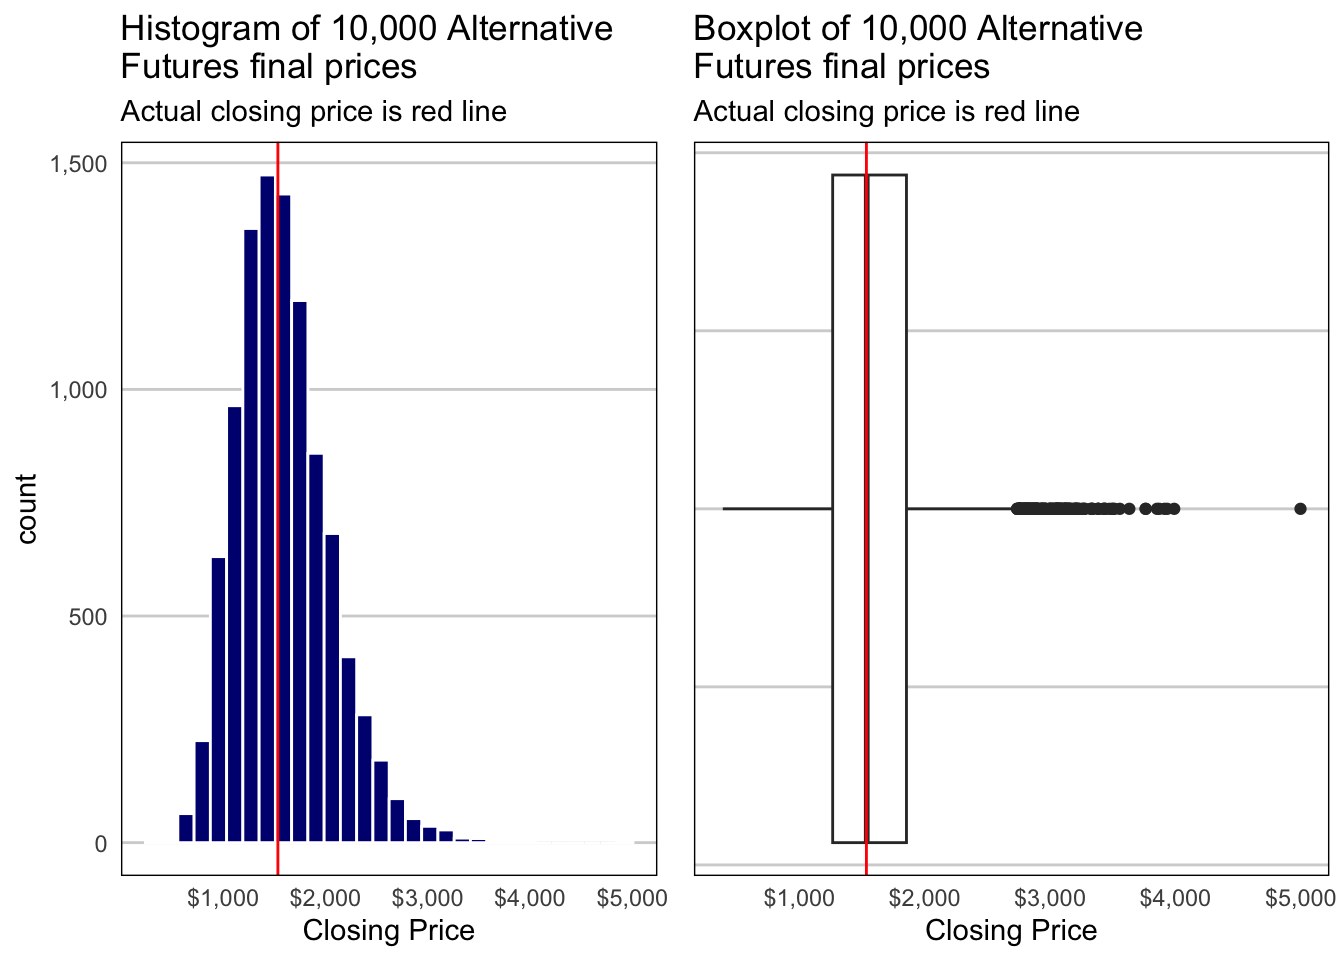 Histogram of 10,000 Alternative
Futures final prices
Actual closing price is red line
1,500
1,000
500
0
count
$1,000 $2,000 $3,000 $4,000 $5,000
Closing Price
Boxplot of 10,000 Alternative
Futures final prices
Actual closing price is red line
$1,000 $2,000 $3,000 $4,000 $5,000
Closing Price